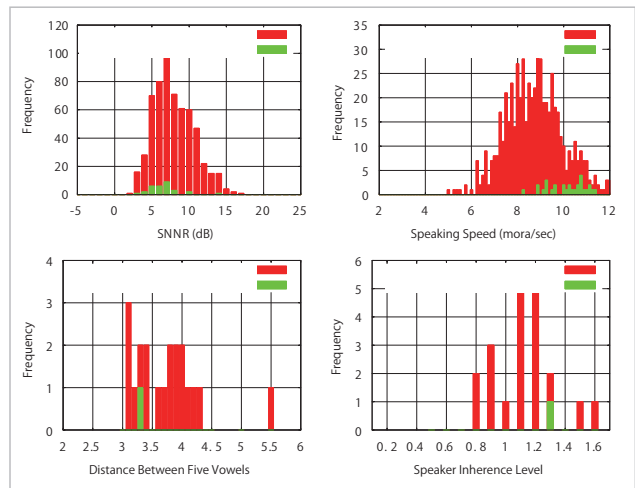 120
100
80
60
40
20
0
Frequency
-5 0 5 10 15 20 25
SNNR (dB)
35
30
25
20
15
10
5
0
Frequency
2 4 6 8 10 12
Speaking Speed (mora/sec)
4
3
2
1
0
Frequency
2 2.5 3 3.5 4 4.5 5 5.5 6
Distance Between Five Vowels
6
5
4
3
2
1
0
Frequency
0. 2 0.4 0.6 0.8 1 1.2 1.4 1.6
Speaker Inference Level